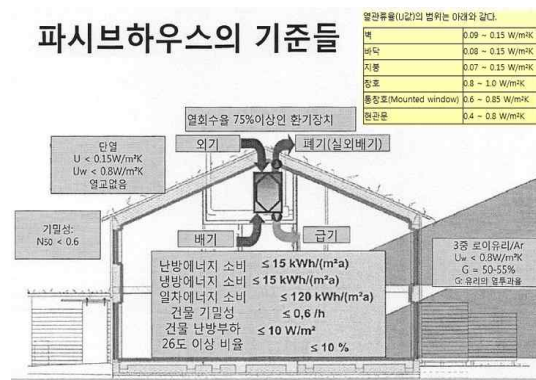 파시브하우스의 기준들
열관류율(U값)의 범위는 아래와 같다.
벽 0.09 ~ 0.15 W/m²K
바닥 0.08 ~ 0.15 W/m²K
지붕 0.07 ~ 0.15 W/m²K
창호 0.8 ~ 1.0 W/m²K
통창호(Mounted window) 0.6 ~ 0.85 W/m²K
현관문 0.4 ~ 0.8 W/m²K
열회수율 75%이상인 환기장치
외기
폐기(실외배기)
단열
U < 0.15W/m²K
Uw < 0.8W/m²K
열교없음
기밀성:
N50 < 0.6
배기
급기
3중 로이유리/Ar
Uw < 0.8W/m²K
G = 50-55%
G: 유리의 열투과율
난방에너지 소비 ≤ 15 kWh/(m²a)
냉방에너지 소비 ≤ 15 kWh/(m²a)
일차에너지 소비 ≤ 120 kWh/(m²a)
건물 기밀성 ≤ 0,6 /h
건물 난방부하 ≤ 10 W/m²
26도 이상 비율 ≤ 10 %